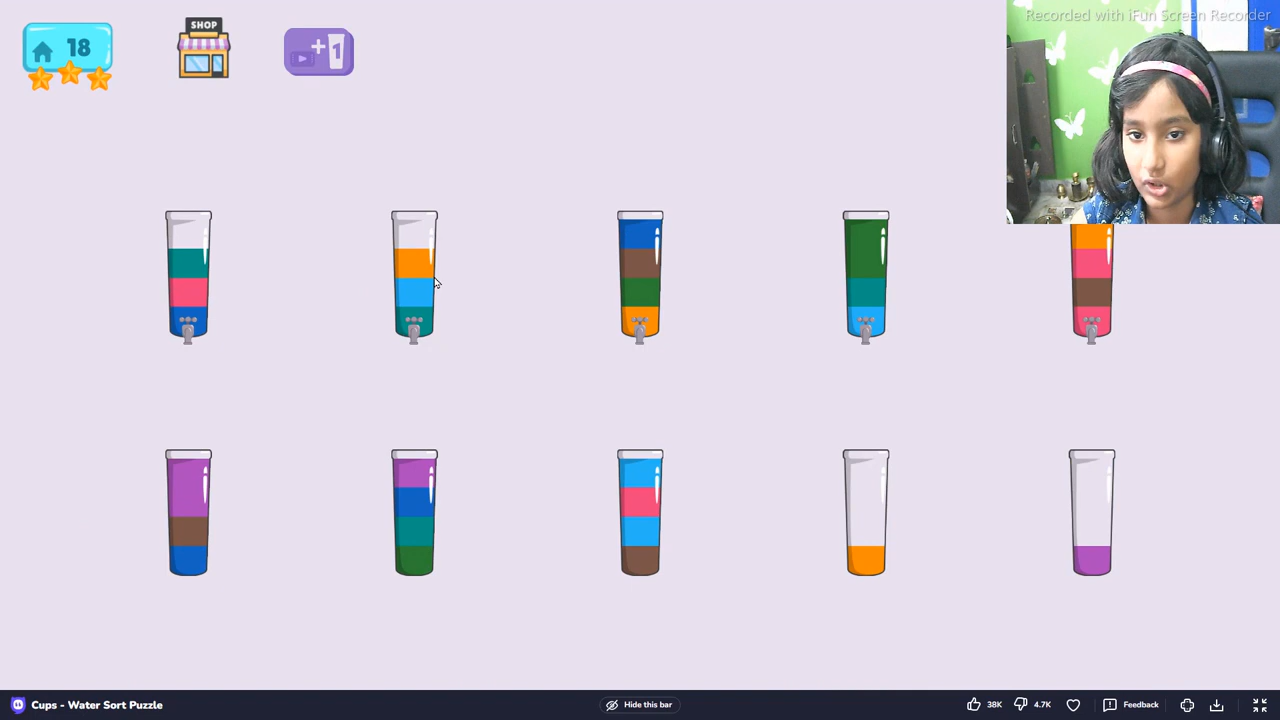 Recorded with iFun Screen Recorder
SHOP
18
+1
Cups - Water Sort Puzzle
Hide this bar
38K
4.7K
Feedback